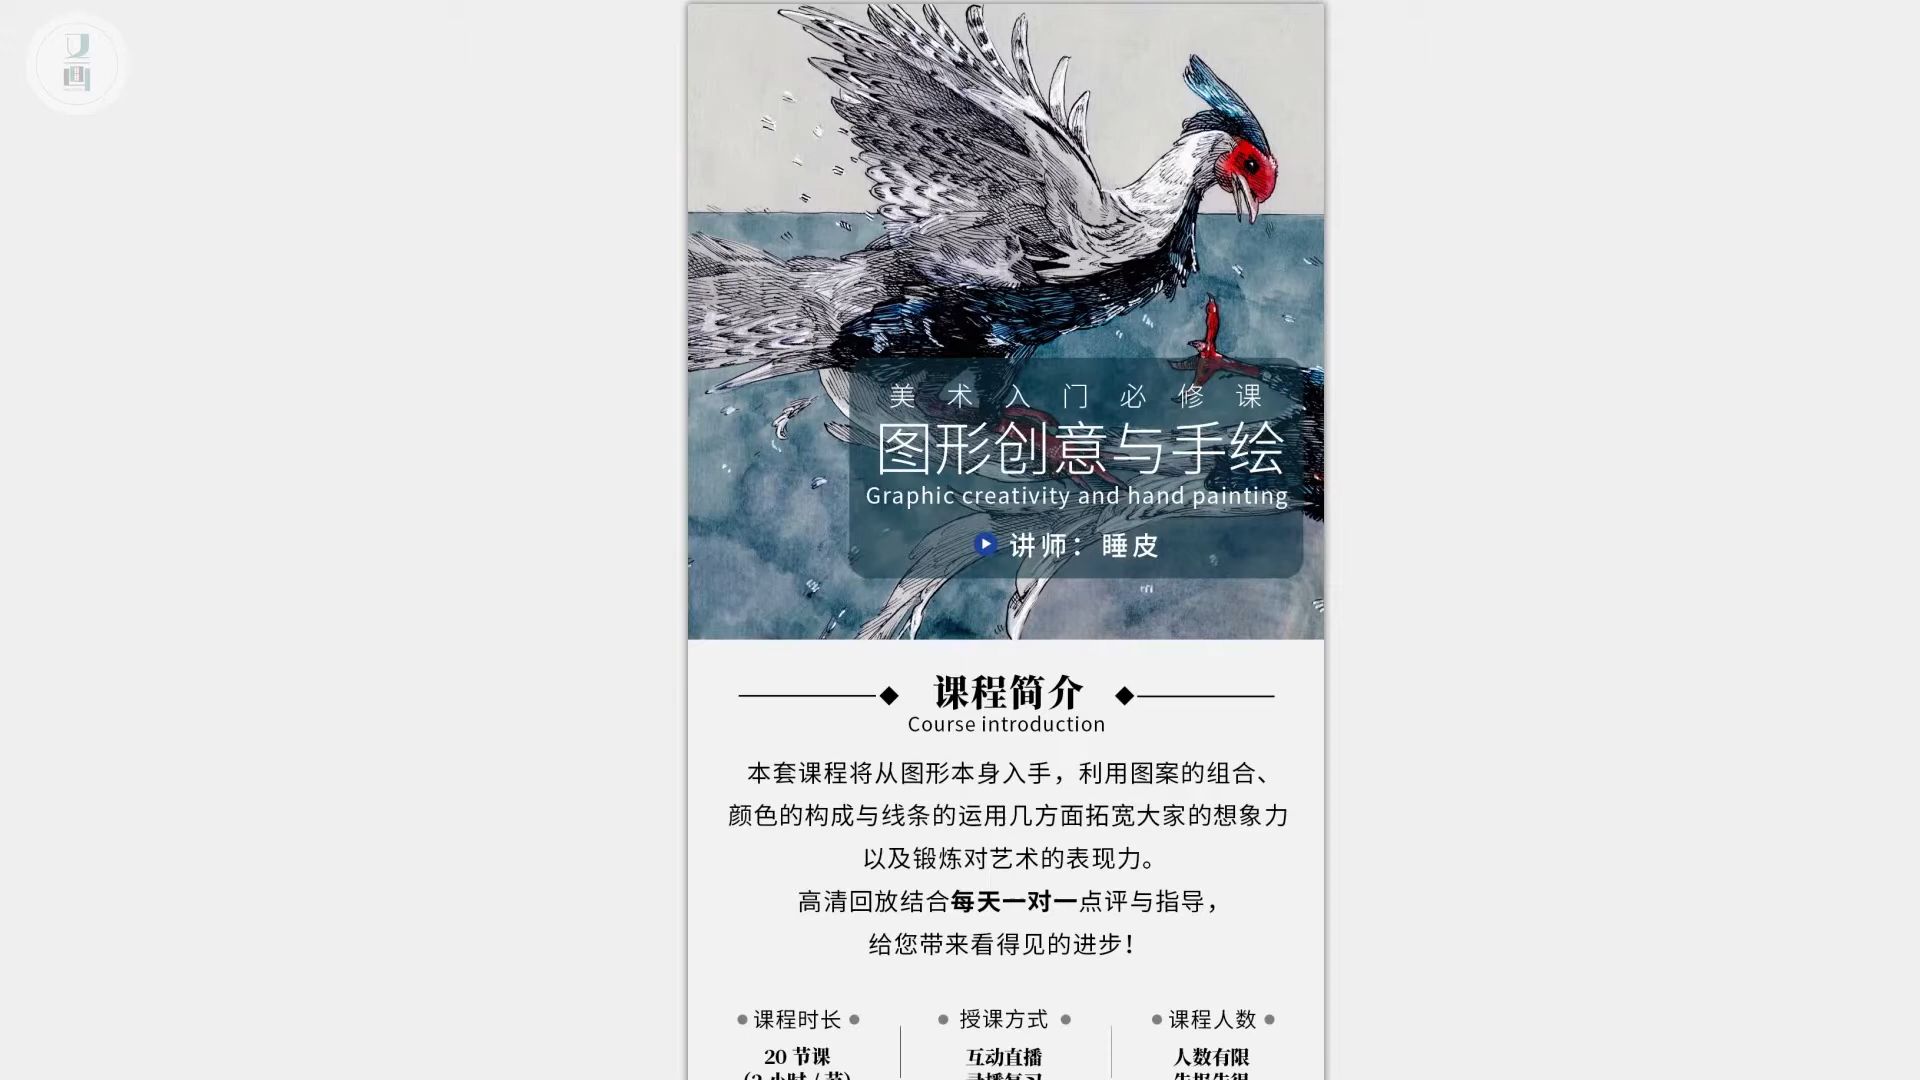 美术入门必修课
图形创意与手绘
Graphic creativity and hand painting
讲师：睡皮
课程简介
Course introduction
本套课程将从图形本身入手，利用图案的组合、
颜色的构成与线条的运用几方面拓宽大家的想象力
以及锻炼对艺术的表现力。
高清回放结合每天一对一点评与指导，
给您带来看得见的进步！
课程时长
授课方式
课程人数
20 节课
互动直播
人数有限